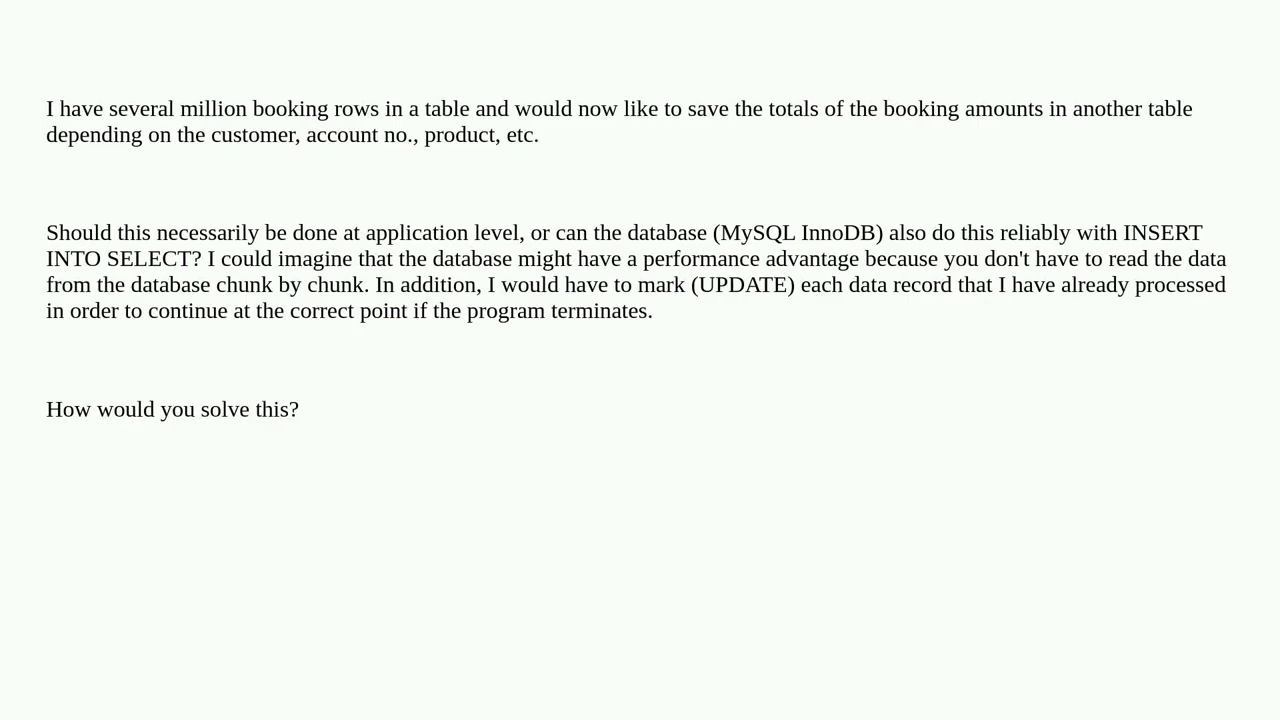 I have several million booking rows in a table and would now like to save the totals of the booking amounts in another table
depending on the customer, account no., product, etc.
Should this necessarily be done at application level, or can the database (MySQL InnoDB) also do this reliably with INSERT
INTO SELECT? I could imagine that the database might have a performance advantage because you don't have to read the data
from the database chunk by chunk. In addition, I would have to mark (UPDATE) each data record that I have already processed
in order to continue at the correct point if the program terminates.
How would you solve this?